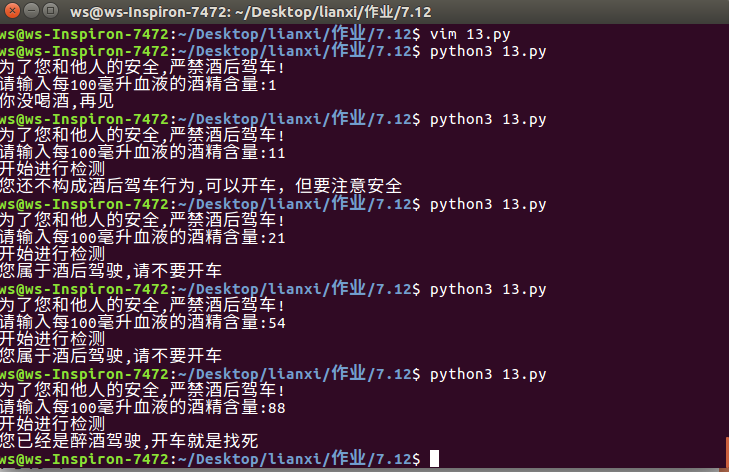 ws@ws-Inspiron-7472: ~/Desktop/lianxi/作业/7.12
ws@ws-Inspiron-7472:~/Desktop/lianxi/作业/7.12$ vim 13.py
ws@ws-Inspiron-7472:~/Desktop/lianxi/作业/7.12$ python3 13.py
为了您和他人的安全,严禁酒后驾车!
请输入每100毫升血液的酒精含量:1
你没喝酒,再见
ws@ws-Inspiron-7472:~/Desktop/lianxi/作业/7.12$ python3 13.py
为了您和他人的安全,严禁酒后驾车!
请输入每100毫升血液的酒精含量:11
开始进行检测
您还不构成酒后驾车行为,可以开车，但要注意安全
ws@ws-Inspiron-7472:~/Desktop/lianxi/作业/7.12$ python3 13.py
为了您和他人的安全,严禁酒后驾车!
请输入每100毫升血液的酒精含量:21
开始进行检测
您属于酒后驾驶,请不要开车
ws@ws-Inspiron-7472:~/Desktop/lianxi/作业/7.12$ python3 13.py
为了您和他人的安全,严禁酒后驾车!
请输入每100毫升血液的酒精含量:54
开始进行检测
您属于酒后驾驶,请不要开车
ws@ws-Inspiron-7472:~/Desktop/lianxi/作业/7.12$ python3 13.py
为了您和他人的安全,严禁酒后驾车!
请输入每100毫升血液的酒精含量:88
开始进行检测
您已经是醉酒驾驶,开车就是找死
ws@ws-Inspiron-7472:~/Desktop/lianxi/作业/7.12$